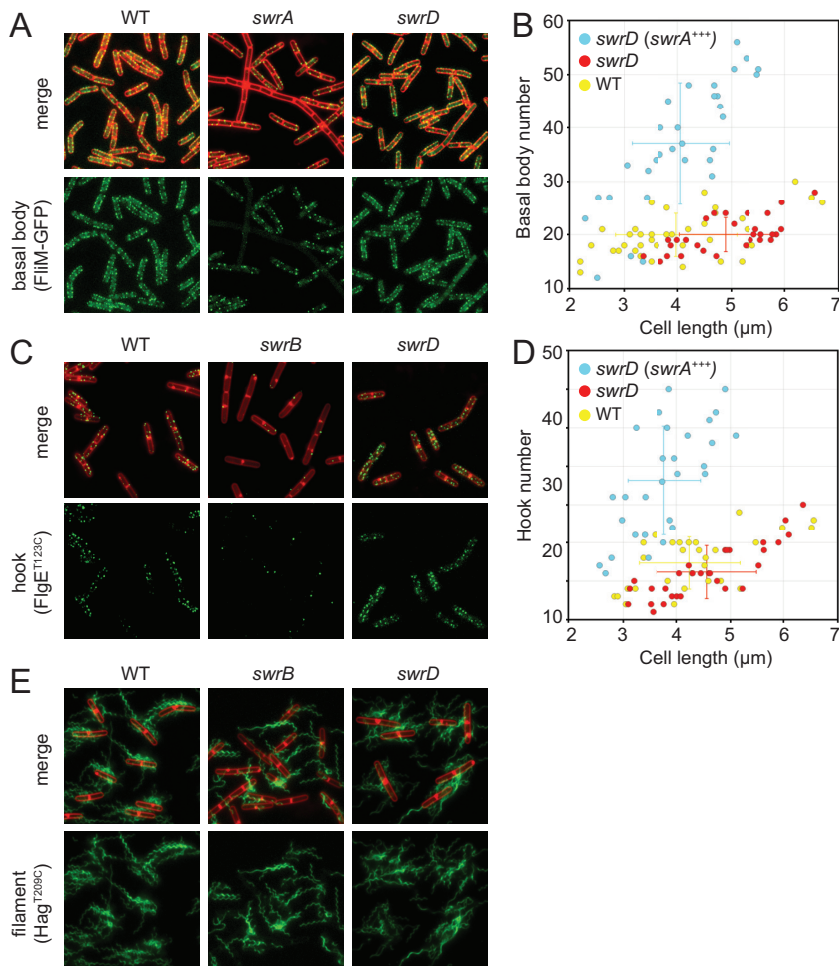 A
WT
swrA
swrD
merge
basal body
(FliM-GFP)
B
Basal body number
60
50
40
30
20
10
swrD (swrA+++)
swrD
WT
2
3
4
5
6
7
Cell length (µm)
C
WT
swrB
swrD
merge
hook
(FlgET123C)
D
Hook number
50
40
30
20
10
swrD (swrA+++)
swrD
WT
2
3
4
5
6
7
Cell length (µm)
E
WT
swrB
swrD
merge
filament
(HagT209C)